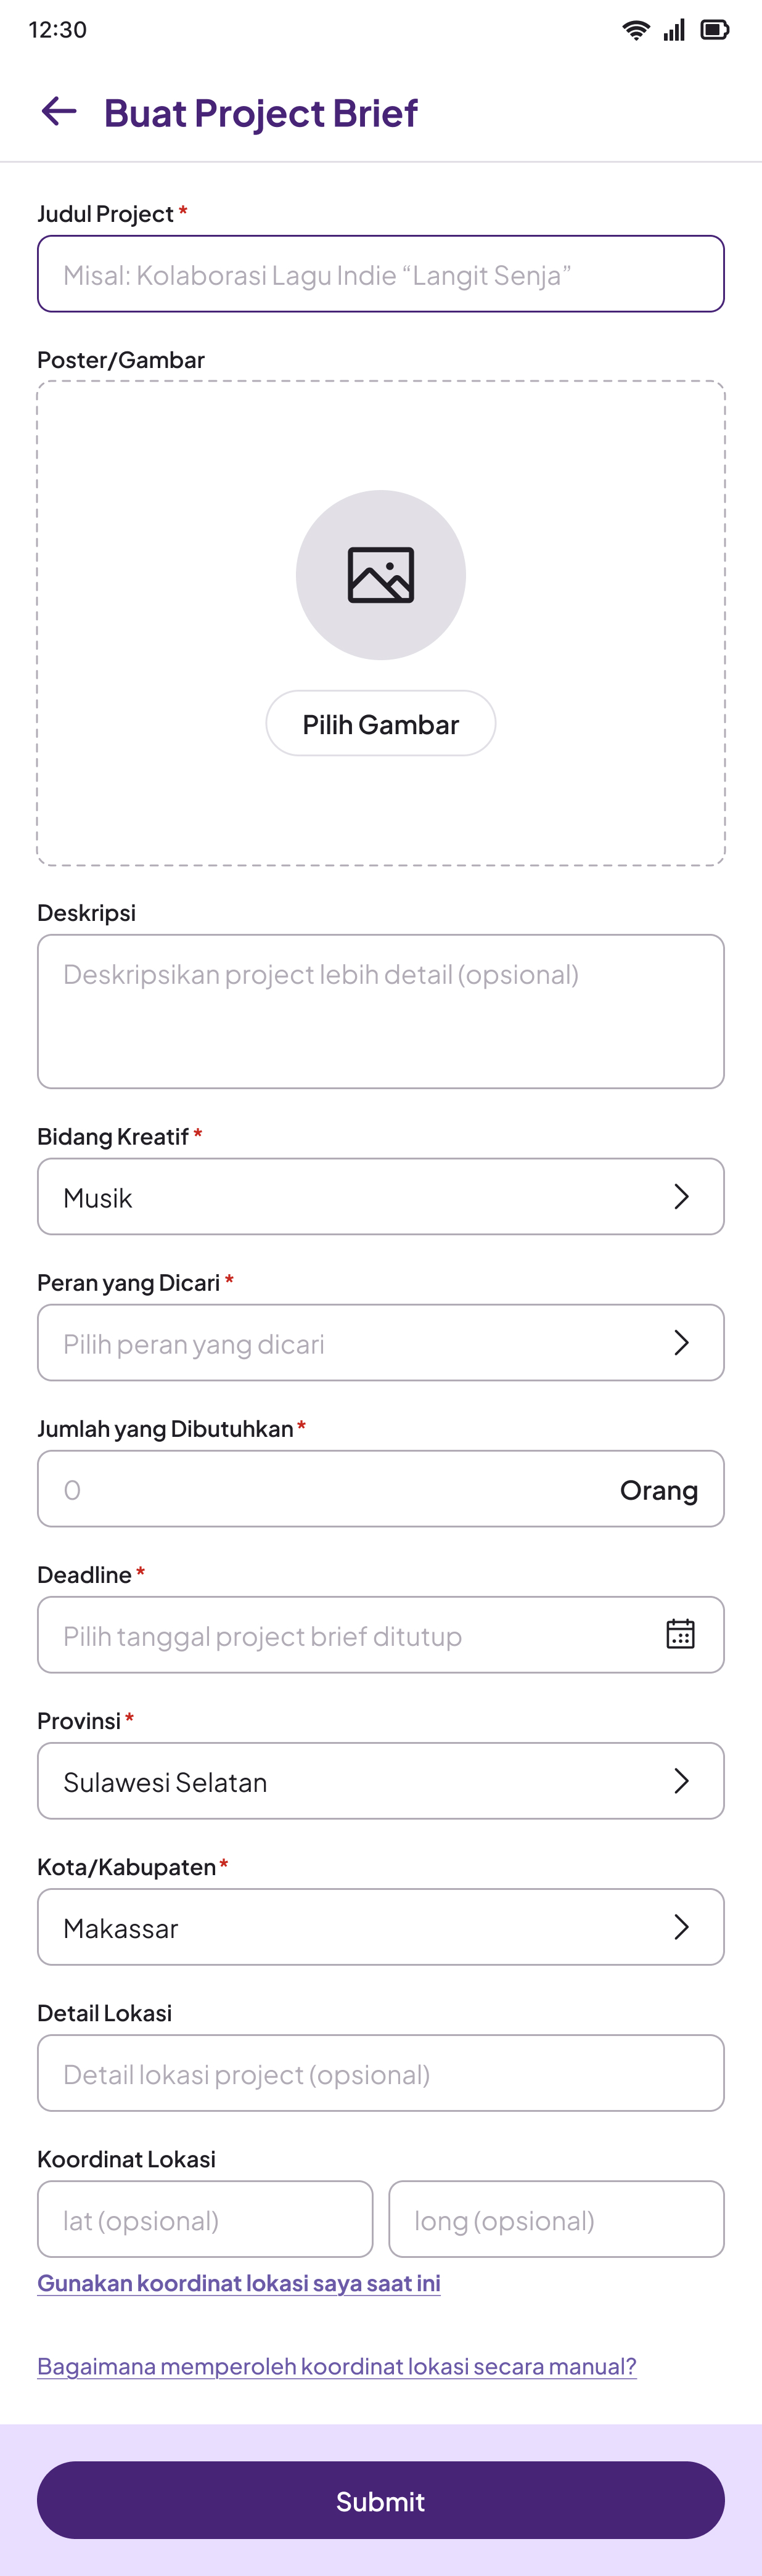 12:30
Buat Project Brief
Judul Project *
Misal: Kolaborasi Lagu Indie “Langit Senja”
Poster/Gambar
Pilih Gambar
Deskripsi
Deskripsikan project lebih detail (opsional)
Bidang Kreatif *
Musik
Peran yang Dicari *
Pilih peran yang dicari
Jumlah yang Dibutuhkan *
0 Orang
Deadline *
Pilih tanggal project brief ditutup
Provinsi *
Sulawesi Selatan
Kota/Kabupaten *
Makassar
Detail Lokasi
Detail lokasi project (opsional)
Koordinat Lokasi
lat (opsional) long (opsional)
Gunakan koordinat lokasi saya saat ini
Bagaimana memperoleh koordinat lokasi secara manual?
Submit